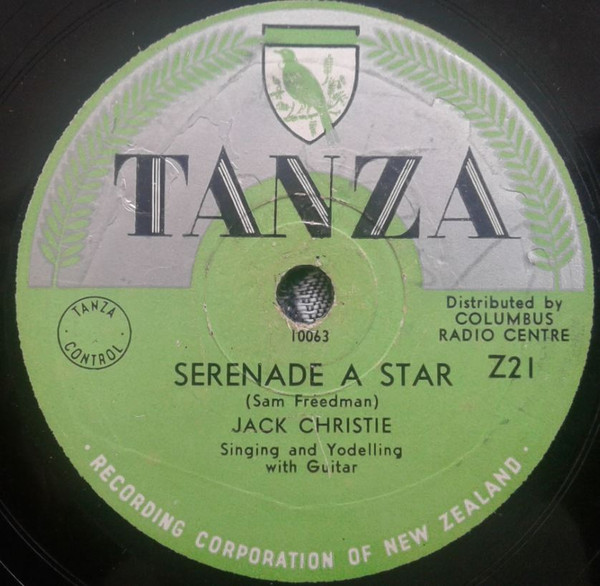 TANZA
TANZA
CONTROL
10063
Distributed by
COLUMBUS
RADIO CENTRE
SERENADE A STAR
Z21
(Sam Freedman)
JACK CHRISTIE
Singing and Yodelling
with Guitar
· RECORDING CORPORATION OF NEW ZEALAND ·